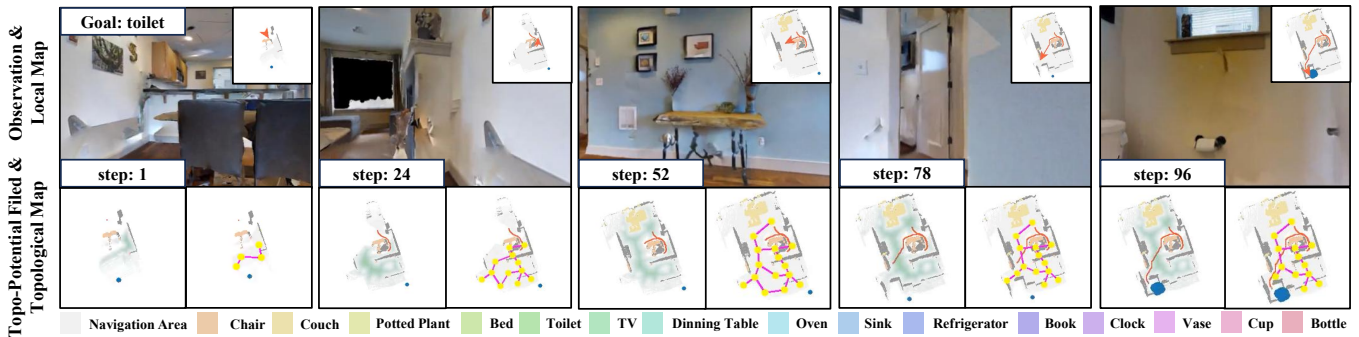 Observation &
Local Map
Goal: toilet
step: 1
step: 24
step: 52
step: 78
step: 96
Topo-Potential Filed &
Topological Map
Navigation Area Chair Couch Potted Plant Bed Toilet TV Dinning Table Oven Sink Refrigerator Book Clock Vase Cup Bottle